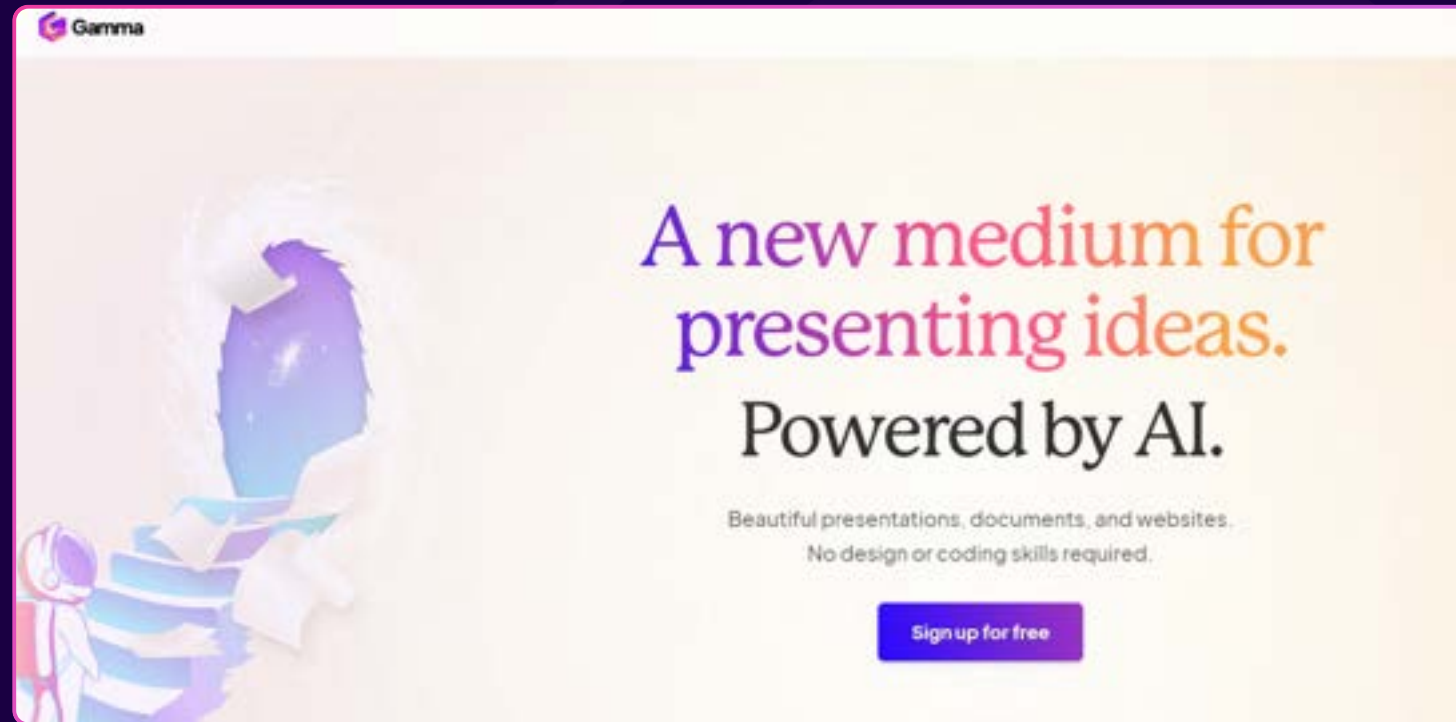 Gamma
A new medium for
presenting ideas.
Powered by AI.
Beautiful presentations, documents, and websites.
No design or coding skills required.
Sign up for free